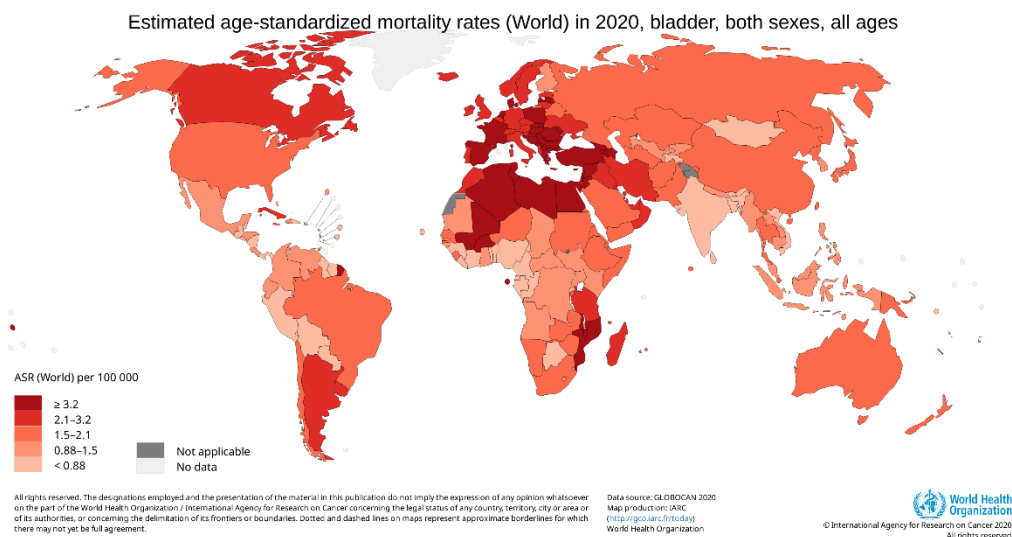 Estimated age-standardized mortality rates (World) in 2020, bladder, both sexes, all ages
ASR (World) per 100 000
≥ 3.2
2.1–3.2
1.5–2.1
0.88–1.5
< 0.88
Not applicable
No data
All rights reserved. The designations employed and the presentation of the material in this publication do not imply the expression of any opinion whatsoever
on the part of the World Health Organization / International Agency for Research on Cancer concerning the legal status of any country, territory, city or area or
of its authorities, or concerning the delimitation of its frontiers or boundaries. Dotted and dashed lines on maps represent approximate borderlines for which
there may not yet be full agreement.
Data source: GLOBOCAN 2020
Map production: IARC
(http://gco.iarc.fr/today)
World Health Organization
World Health
Organization
© International Agency for Research on Cancer 2020
All rights reserved